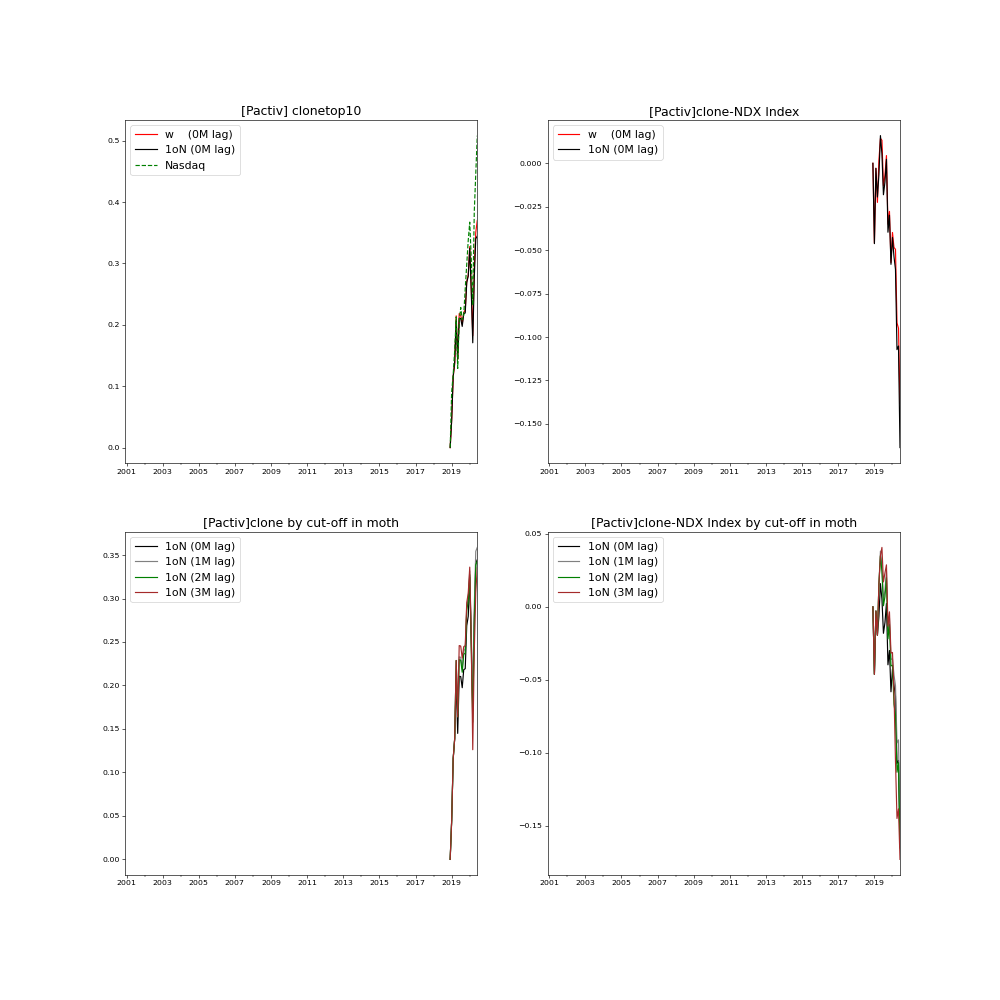 [Pactiv] clonetop10
w    (0M lag)
1oN (0M lag)
Nasdaq
0.5
0.4
0.3
0.2
0.1
0.0
2001 2003 2005 2007 2009 2011 2013 2015 2017 2019
[Pactiv]clone-NDX Index
w    (0M lag)
1oN (0M lag)
0.000
−0.025
−0.050
−0.075
−0.100
−0.125
−0.150
2001 2003 2005 2007 2009 2011 2013 2015 2017 2019
[Pactiv]clone by cut-off in moth
1oN (0M lag)
1oN (1M lag)
1oN (2M lag)
1oN (3M lag)
0.35
0.30
0.25
0.20
0.15
0.10
0.05
0.00
2001 2003 2005 2007 2009 2011 2013 2015 2017 2019
[Pactiv]clone-NDX Index by cut-off in moth
1oN (0M lag)
1oN (1M lag)
1oN (2M lag)
1oN (3M lag)
0.05
0.00
−0.05
−0.10
−0.15
2001 2003 2005 2007 2009 2011 2013 2015 2017 2019